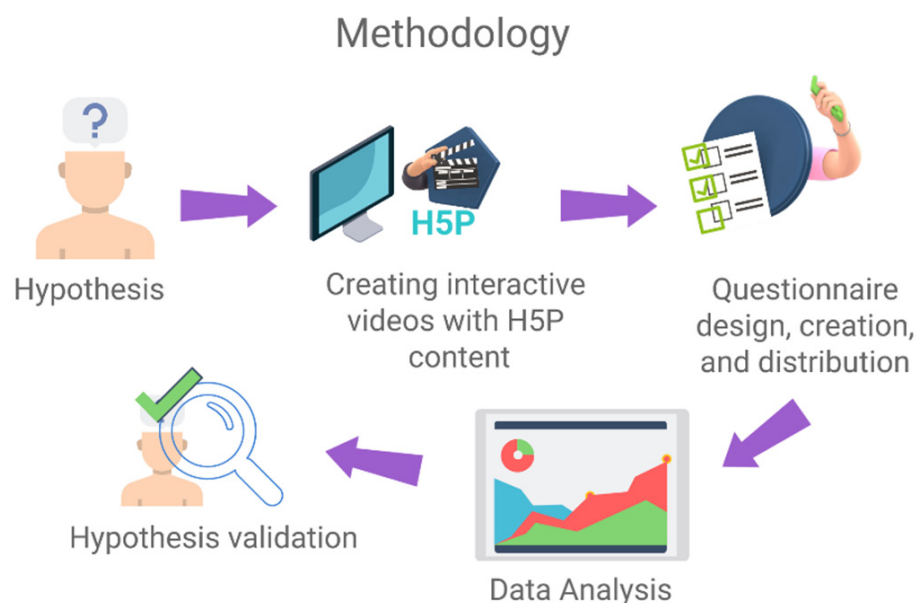 Methodology
?
H5P
Hypothesis
Creating interactive
videos with H5P
content
Questionnaire
design, creation,
and distribution
Data Analysis
Hypothesis validation